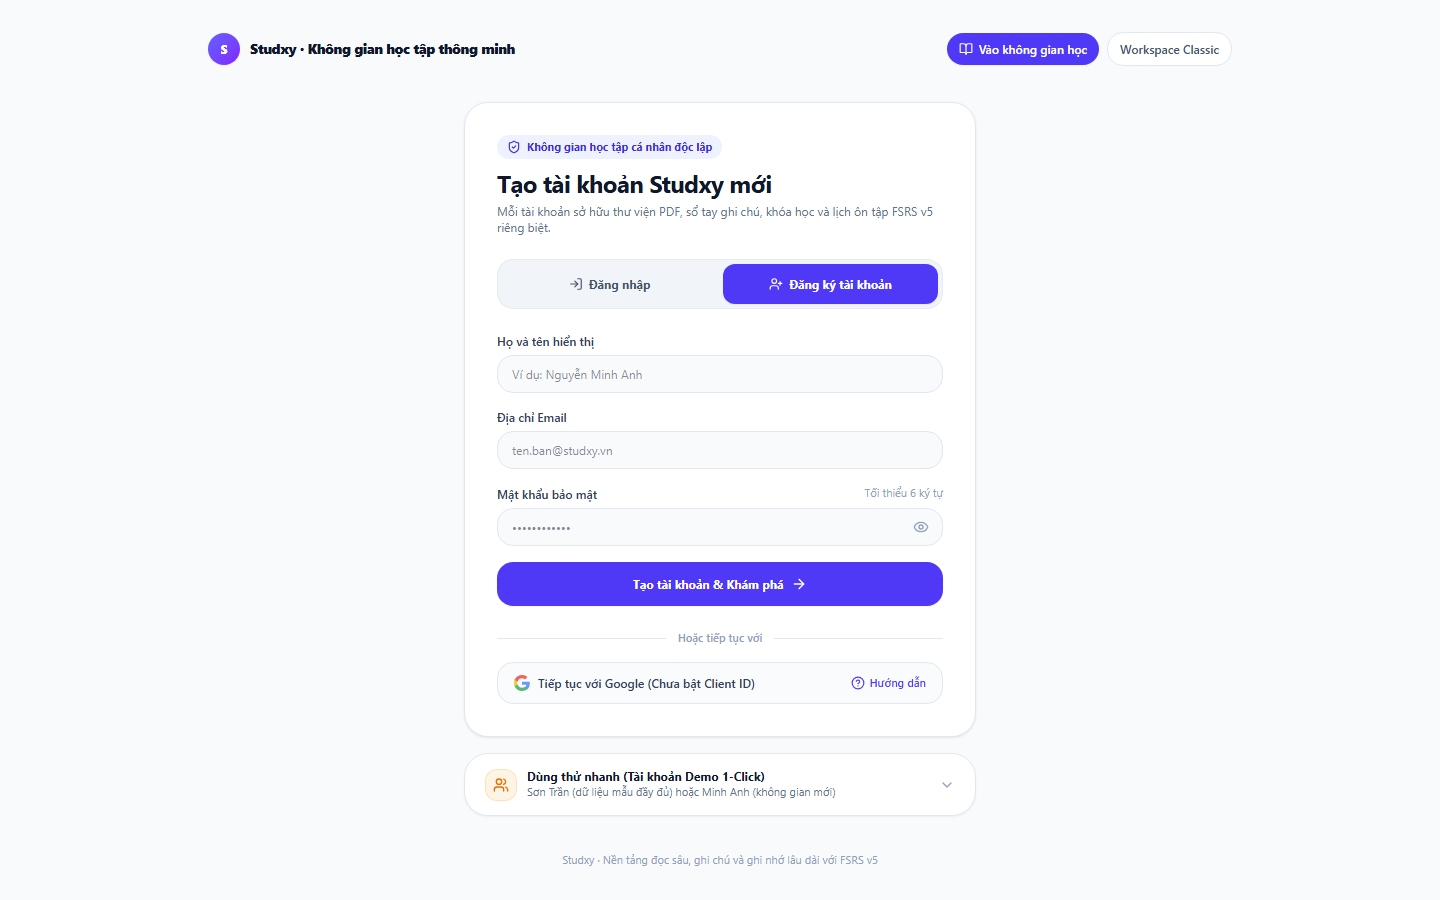 S
Studxy · Không gian học tập thông minh
Vào không gian học
Workspace Classic
Không gian học tập cá nhân độc lập
Tạo tài khoản Studxy mới
Mỗi tài khoản sở hữu thư viện PDF, sổ tay ghi chú, khóa học và lịch ôn tập FSRS v5
riêng biệt.
Đăng nhập
Đăng ký tài khoản
Họ và tên hiển thị
Ví dụ: Nguyễn Minh Anh
Địa chỉ Email
ten.ban@studxy.vn
Mật khẩu bảo mật
Tối thiểu 6 ký tự
••••••••••••
Tạo tài khoản & Khám phá
Hoặc tiếp tục với
Tiếp tục với Google (Chưa bật Client ID)
Hướng dẫn
Dùng thử nhanh (Tài khoản Demo 1-Click)
Sơn Trần (dữ liệu mẫu đầy đủ) hoặc Minh Anh (không gian mới)
Studxy · Nền tảng đọc sâu, ghi chú và ghi nhớ lâu dài với FSRS v5